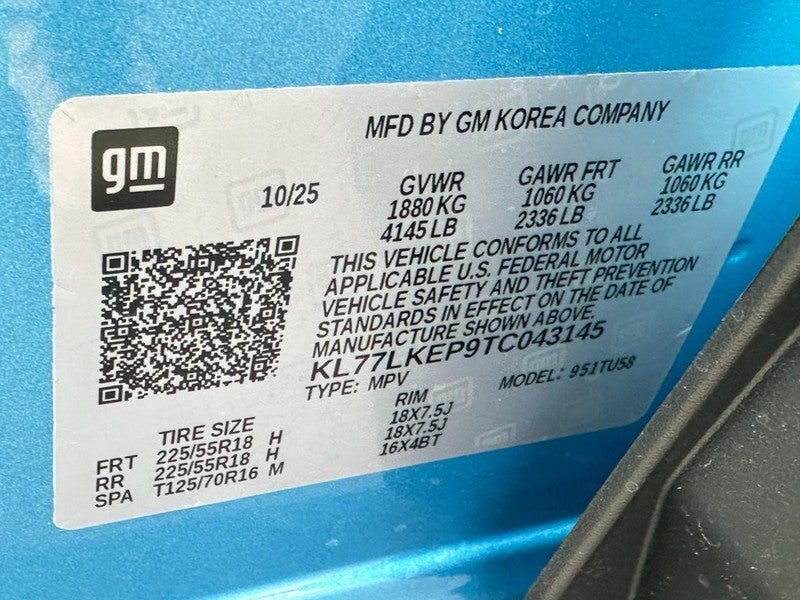 gm
MFD BY GM KOREA COMPANY
10/25
GVWR
1880 KG
4145 LB
GAWR FRT
1060 KG
2336 LB
GAWR RR
1060 KG
2336 LB
THIS VEHICLE CONFORMS TO ALL
APPLICABLE U.S. FEDERAL MOTOR
VEHICLE SAFETY AND THEFT PREVENTION
STANDARDS IN EFFECT ON THE DATE OF
MANUFACTURE SHOWN ABOVE.
KL77LKEP9TC043145
TYPE: MPV
MODEL: 951TU58
TIRE SIZE
RIM
FRT 225/55R18 H 18X7.5J
RR 225/55R18 H 18X7.5J
SPA T125/70R16 M 16X4BT